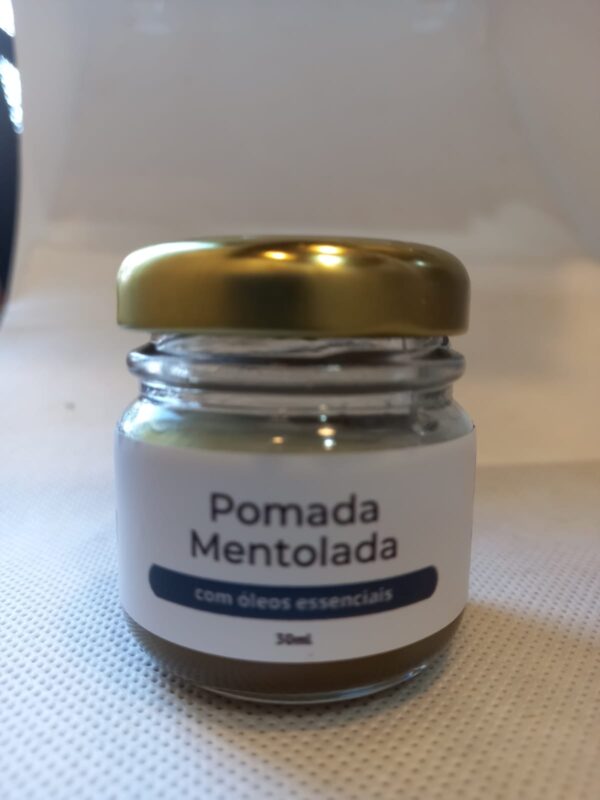 Pomada
Mentolada
com óleos essenciais
30ml